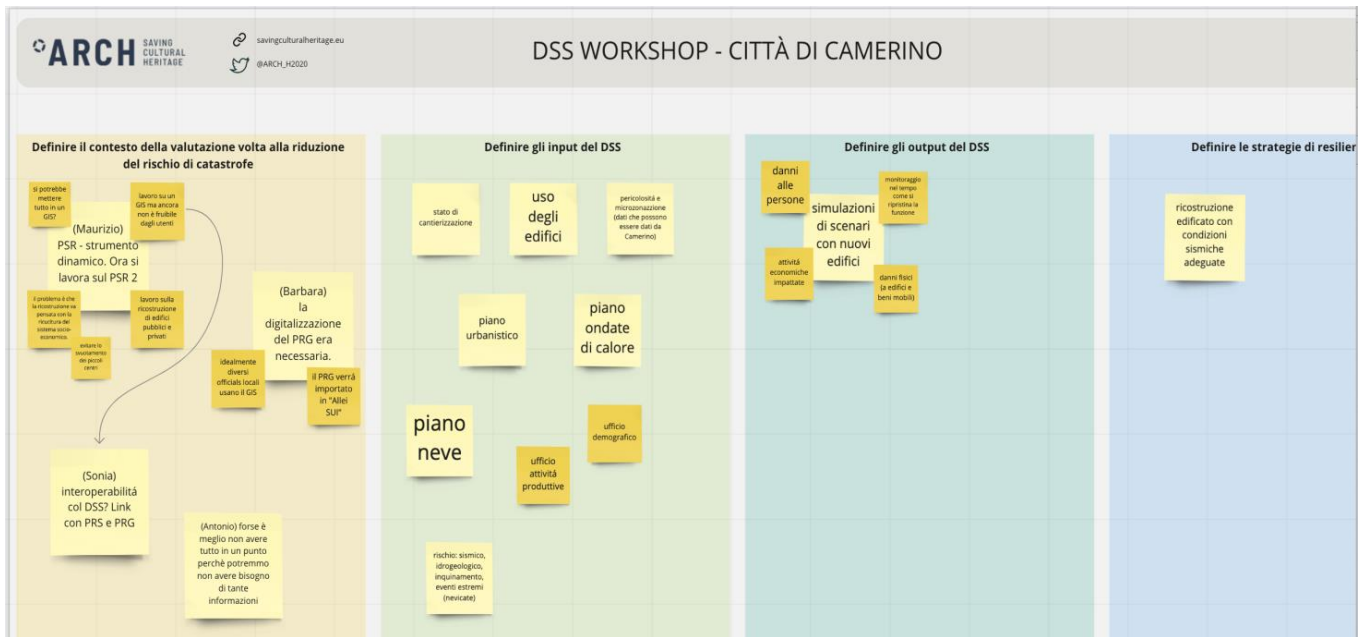 ARCH
SAVING
CULTURAL
HERITAGE
savingculturalheritage.eu
@ARCH_H2020
DSS WORKSHOP - CITTÀ DI CAMERINO
Definire il contesto della valutazione volta alla riduzione
del rischio di catastrofe
si potrebbe
mettere
tutto in un
GIS?
lavoro su un
GIS ma ancora
non è fruibile
dagli utenti
(Maurizio)
PSR - strumento
dinamico. Ora si
lavora sul PSR 2
il problema è che
la ricostruzione va
pensata con la
ricucitura del
sistema socio-
economico.
lavoro sulla
ricostruzione
di edifici
pubblici e
privati
evitare lo
svuotamento
dei piccoli
centri
(Barbara)
la
digitalizzazione
del PRG era
necessaria.
idealmente
diversi
officials locali
usano il GIS
il PRG verrá
importato
in "Allei
SUI"
(Sonia)
interoperabilitá
col DSS? Link
con PRS e PRG
(Antonio) forse è
meglio non avere
tutto in un punto
perchè potremmo
non avere bisogno
di tante
informazioni
Definire gli input del DSS
stato di
cantierizzazione
uso
degli
edifici
pericolosità e
microzonazzione
(dati che possono
essere dati da
Camerino)
piano
urbanistico
piano
ondate
di calore
piano
neve
ufficio
attivitá
produttive
ufficio
demografico
rischio: sismico,
idrogeologico,
inquinamento,
eventi estremi
(nevicate)
Definire gli output del DSS
danni
alle
persone
monitoraggio
nel tempo
come si
ripristina la
funzione
simulazioni
di scenari
con nuovi
edifici
attivitá
economiche
impattate
danni fisici
(a edifici e
beni mobili)
Definire le strategie di resilien
ricostruzione
edificato con
condizioni
sismiche
adeguate